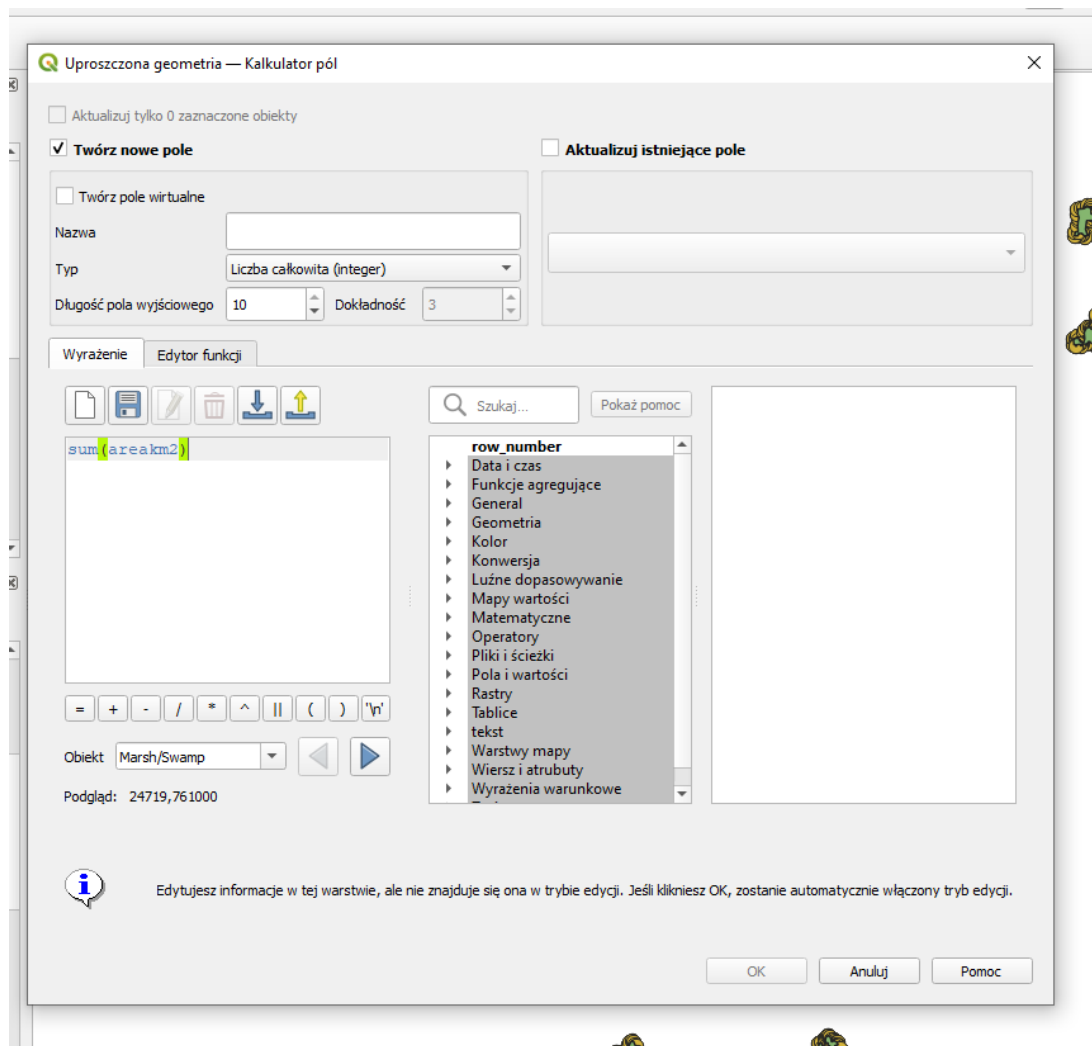 Uproszczona geometria — Kalkulator pól
Aktualizuj tylko 0 zaznaczone obiekty
Twórz nowe pole
Aktualizuj istniejące pole
Twórz pole wirtualne
Nazwa
Typ
Liczba całkowita (integer)
Długość pola wyjściowego
10
Dokładność
3
Wyrażenie
Edytor funkcji
Szukaj...
Pokaż pomoc
sum(areakm2)
row_number
Data i czas
Funkcje agregujące
General
Geometria
Kolor
Konwersja
Luźne dopasowywanie
Mapy wartości
Matematyczne
Operatory
Pliki i ścieżki
Pola i wartości
Rastry
Tablice
tekst
Warstwy mapy
Wiersz i atrubuty
Wyrażenia warunkowe
= + - / * ^ || ( ) '\n'
Obiekt
Marsh/Swamp
Podgląd: 24719,761000
Edytujesz informacje w tej warstwie, ale nie znajduje się ona w trybie edycji. Jeśli klikniesz OK, zostanie automatycznie włączony tryb edycji.
OK
Anuluj
Pomoc